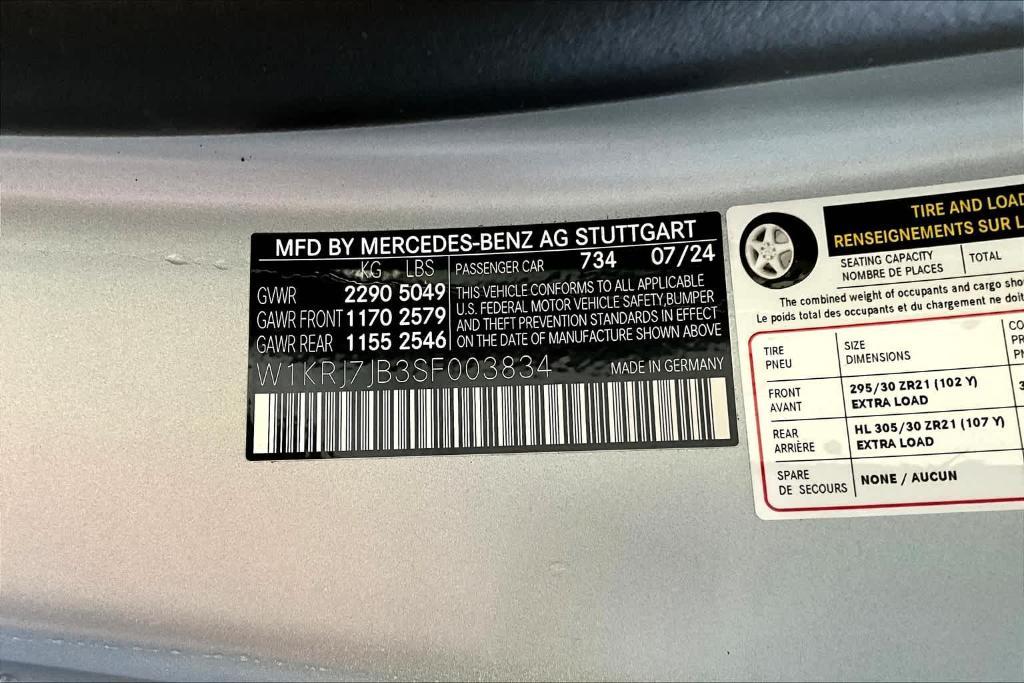 MFD BY MERCEDES-BENZ AG STUTTGART
KG LBS
GVWR 2290 5049
GAWR FRONT 1170 2579
GAWR REAR 1155 2546
PASSENGER CAR 734 07/24
THIS VEHICLE CONFORMS TO ALL APPLICABLE
U.S. FEDERAL MOTOR VEHICLE SAFETY,BUMPER
AND THEFT PREVENTION STANDARDS IN EFFECT
ON THE DATE OF MANUFACTURE SHOWN ABOVE
W1KRJ7JB3SF003834
MADE IN GERMANY
TIRE AND LOAD
RENSEIGNEMENTS SUR
SEATING CAPACITY
NOMBRE DE PLACES
TOTAL
The combined weight of occupants and cargo
Le poids total des occupants et du chargement ne doit
TIRE
PNEU
SIZE
DIMENSIONS
FRONT
AVANT
295/30 ZR21 (102 Y)
EXTRA LOAD
REAR
ARRIÈRE
HL 305/30 ZR21 (107 Y)
EXTRA LOAD
SPARE
DE SECOURS
NONE / AUCUN